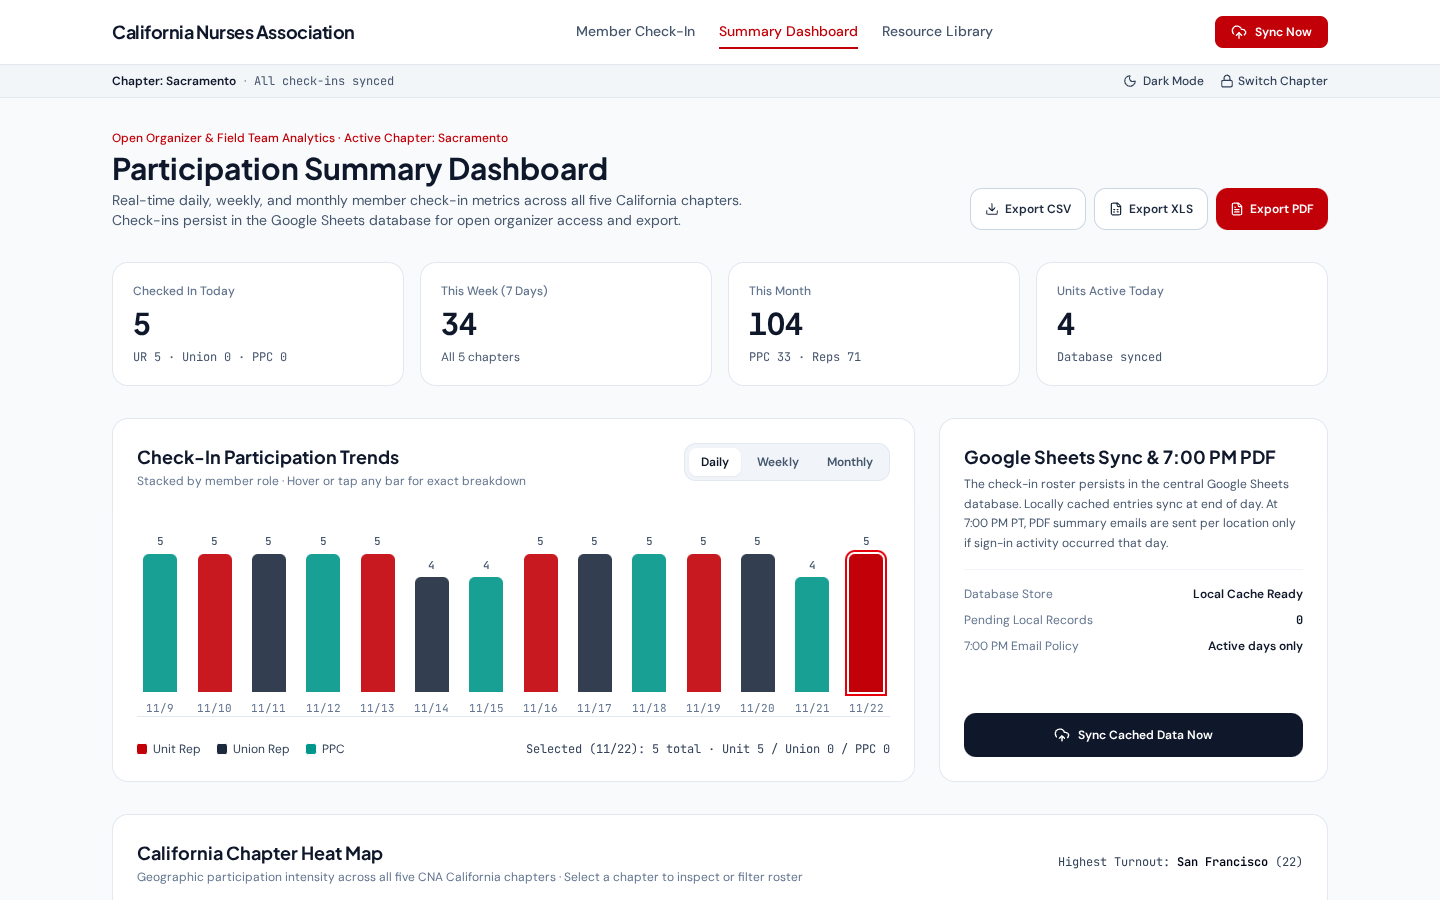 California Nurses Association
Member Check-In
Summary Dashboard
Resource Library
Sync Now
Chapter: Sacramento · All check-ins synced
Dark Mode
Switch Chapter
Open Organizer & Field Team Analytics · Active Chapter: Sacramento
Participation Summary Dashboard
Real-time daily, weekly, and monthly member check-in metrics across all five California chapters.
Check-ins persist in the Google Sheets database for open organizer access and export.
Export CSV
Export XLS
Export PDF
Checked In Today
5
UR 5 · Union 0 · PPC 0
This Week (7 Days)
34
All 5 chapters
This Month
104
PPC 33 · Reps 71
Units Active Today
4
Database synced
Check-In Participation Trends
Stacked by member role · Hover or tap any bar for exact breakdown
Daily
Weekly
Monthly
5 5 5 5 5 4 4 5 5 5 5 5 4 5
11/9 11/10 11/11 11/12 11/13 11/14 11/15 11/16 11/17 11/18 11/19 11/20 11/21 11/22
Unit Rep
Union Rep
PPC
Selected (11/22): 5 total · Unit 5 / Union 0 / PPC 0
Google Sheets Sync & 7:00 PM PDF
The check-in roster persists in the central Google Sheets
database. Locally cached entries sync at end of day. At
7:00 PM PT, PDF summary emails are sent per location only
if sign-in activity occurred that day.
Database Store
Local Cache Ready
Pending Local Records
0
7:00 PM Email Policy
Active days only
Sync Cached Data Now
California Chapter Heat Map
Geographic participation intensity across all five CNA California chapters · Select a chapter to inspect or filter roster
Highest Turnout: San Francisco (22)